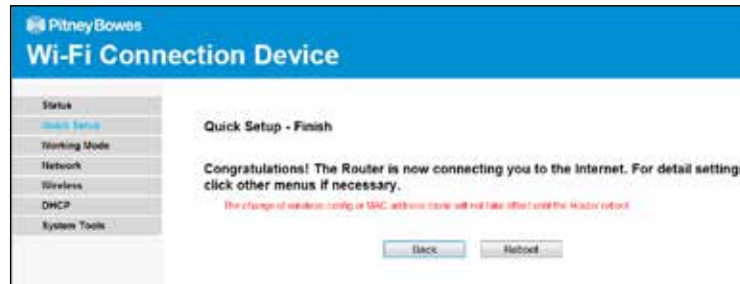 Pitney Bowes
Wi-Fi Connection Device
Status
Quick Setup
Working Mode
Network
Wireless
DHCP
System Tools
Quick Setup - Finish
Congratulations! The Router is now connecting you to the Internet. For detail settings
click other menus if necessary.
The change of wireless config or MAC address clone will not take effect until the Router reboot
Back
Reboot